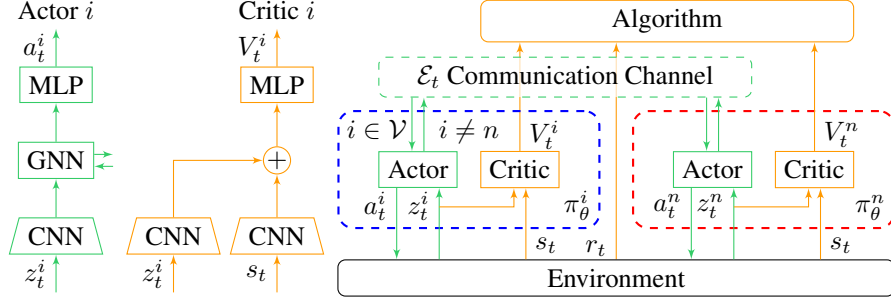 Actor i
a_t^i
MLP
GNN
CNN
z_t^i
Critic i
V_t^i
MLP
+
CNN
CNN
z_t^i
s_t
Algorithm
ℰ_t Communication Channel
i ∈ 𝒱
i ≠ n
V_t^i
Actor
Critic
a_t^i
z_t^i
π_θ^i
s_t
r_t
V_t^n
Actor
Critic
a_t^n
z_t^n
π_θ^n
s_t
Environment